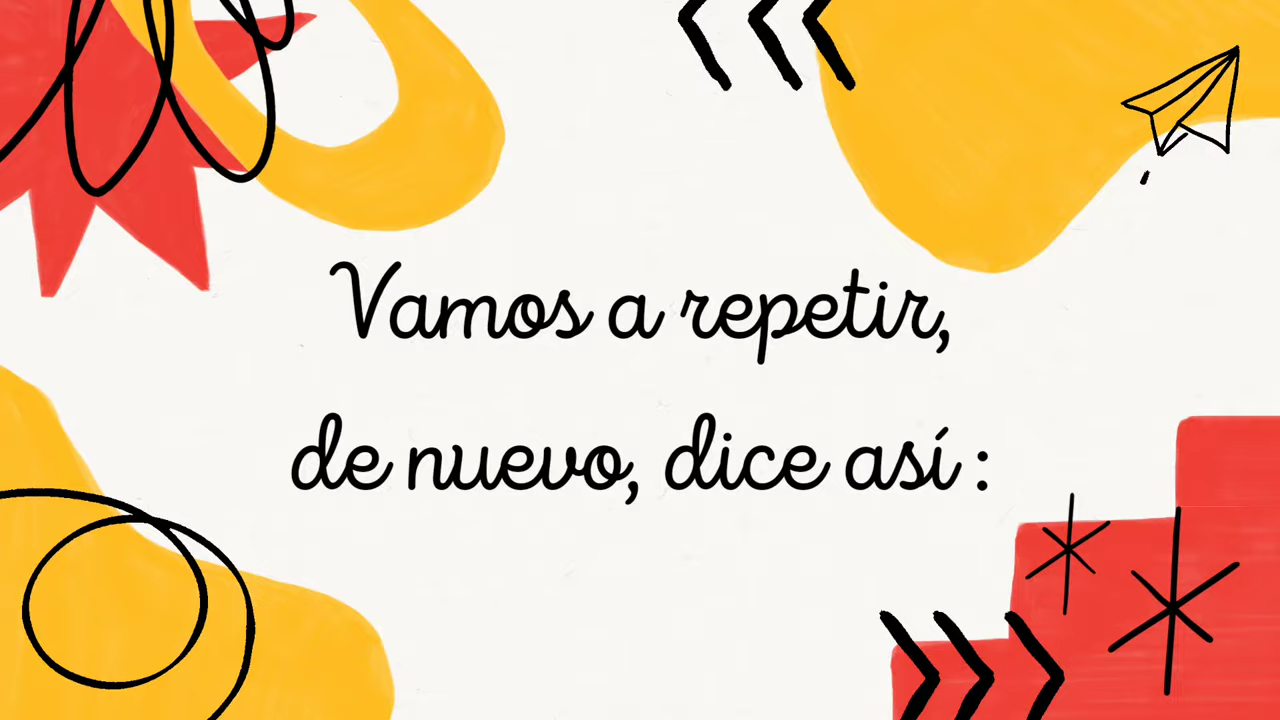 Vamos a repetir,
de nuevo, dice así :